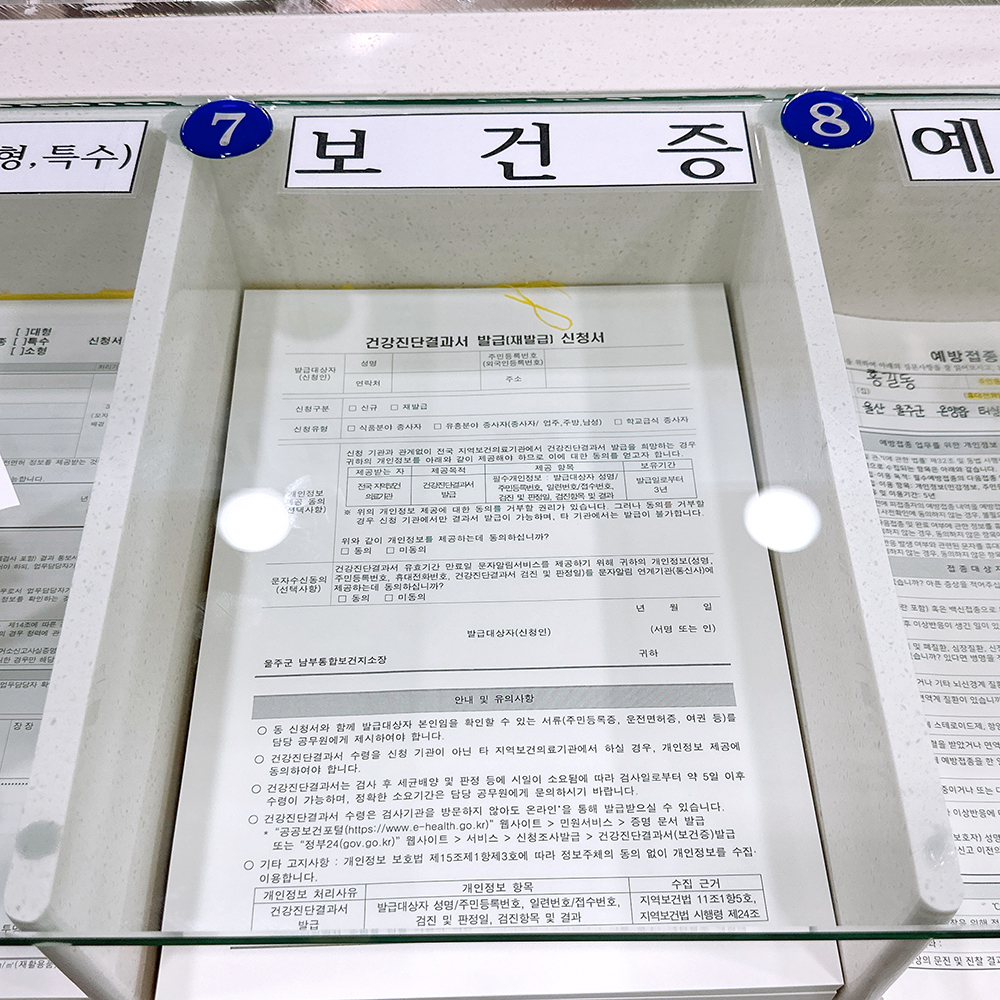 형,특수)
7
보 건 증
8
예
건강진단결과서 발급(재발급) 신청서
발급대상자
(신청인)
성명
주민등록번호
(외국인등록번호)
연락처
주소
신청구분
□ 신규 □ 재발급
신청유형
□ 식품분야 종사자 □ 유흥분야 종사자(종사자/ 업주,주방,남성) □ 학교급식 종사자
개인정보
제공 동의
(선택사항)
신청 기관과 관계없이 전국 지역보건의료기관에서 건강진단결과서 발급을 희망하는 경우
귀하의 개인정보를 아래와 같이 제공해야 하므로 이에 대한 동의를 얻고자 합니다.
제공받는 자 제공목적 제공 항목 보유기간
전국 지역보건
의료기관
건강진단결과서
발급
필수개인정보 : 발급대상자 성명/
주민등록번호, 일련번호/접수번호,
검진 및 판정일, 검진항목 및 결과
발급일로부터
3년
※ 위의 개인정보 제공에 대한 동의를 거부할 권리가 있습니다. 그러나 동의를 거부할
경우 신청 기관에서만 결과서 발급이 가능하며, 타 기관에서는 발급이 불가합니다.
위와 같이 개인정보를 제공하는데 동의하십니까?
□ 동의 □ 미동의
문자수신동의
(선택사항)
건강진단결과서 유효기간 만료일 문자알림서비스를 제공하기 위해 귀하의 개인정보(성명,
주민등록번호, 휴대전화번호, 건강진단결과서 검진 및 판정일)를 문자알림 연계기관(통신사)에
제공하는데 동의하십니까?
□ 동의 □ 미동의
년 월 일
발급대상자(신청인) (서명 또는 인)
울주군 남부통합보건지소장 귀하
안내 및 유의사항
○ 동 신청서와 함께 발급대상자 본인임을 확인할 수 있는 서류(주민등록증, 운전면허증, 여권 등)를
담당 공무원에게 제시하여야 합니다.
○ 건강진단결과서 수령을 신청 기관이 아닌 타 지역보건의료기관에서 하실 경우, 개인정보 제공에
동의하여야 합니다.
○ 건강진단결과서는 검사 후 세균배양 및 판정 등에 시일이 소요됨에 따라 검사일로부터 약 5일 이후
수령이 가능하며, 정확한 소요기간은 담당 공무원에게 문의하시기 바랍니다.
○ 건강진단결과서 수령은 검사기관을 방문하지 않아도 온라인*을 통해 발급받으실 수 있습니다.
* "공공보건포털(https://www.e-health.go.kr)" 웹사이트 > 민원서비스 > 증명 문서 발급
또는 "정부24(gov.go.kr)" 웹사이트 > 서비스 > 신청조사발급 > 건강진단결과서(보건증)발급
○ 기타 고지사항 : 개인정보 보호법 제15조제1항제3호에 따라 정보주체의 동의 없이 개인정보를 수집·
이용합니다.
개인정보 처리사유 개인정보 항목 수집 근거
건강진단결과서
발급
발급대상자 성명/주민등록번호, 일련번호/접수번호,
검진 및 판정일, 검진항목 및 결과
지역보건법 11조1항5호,
지역보건법 시행령 제24조
[ ]대형
[ ]특수 신청서
[ ]소형
예방접종
홍길동
울산 울주군 온양읍
접종대상